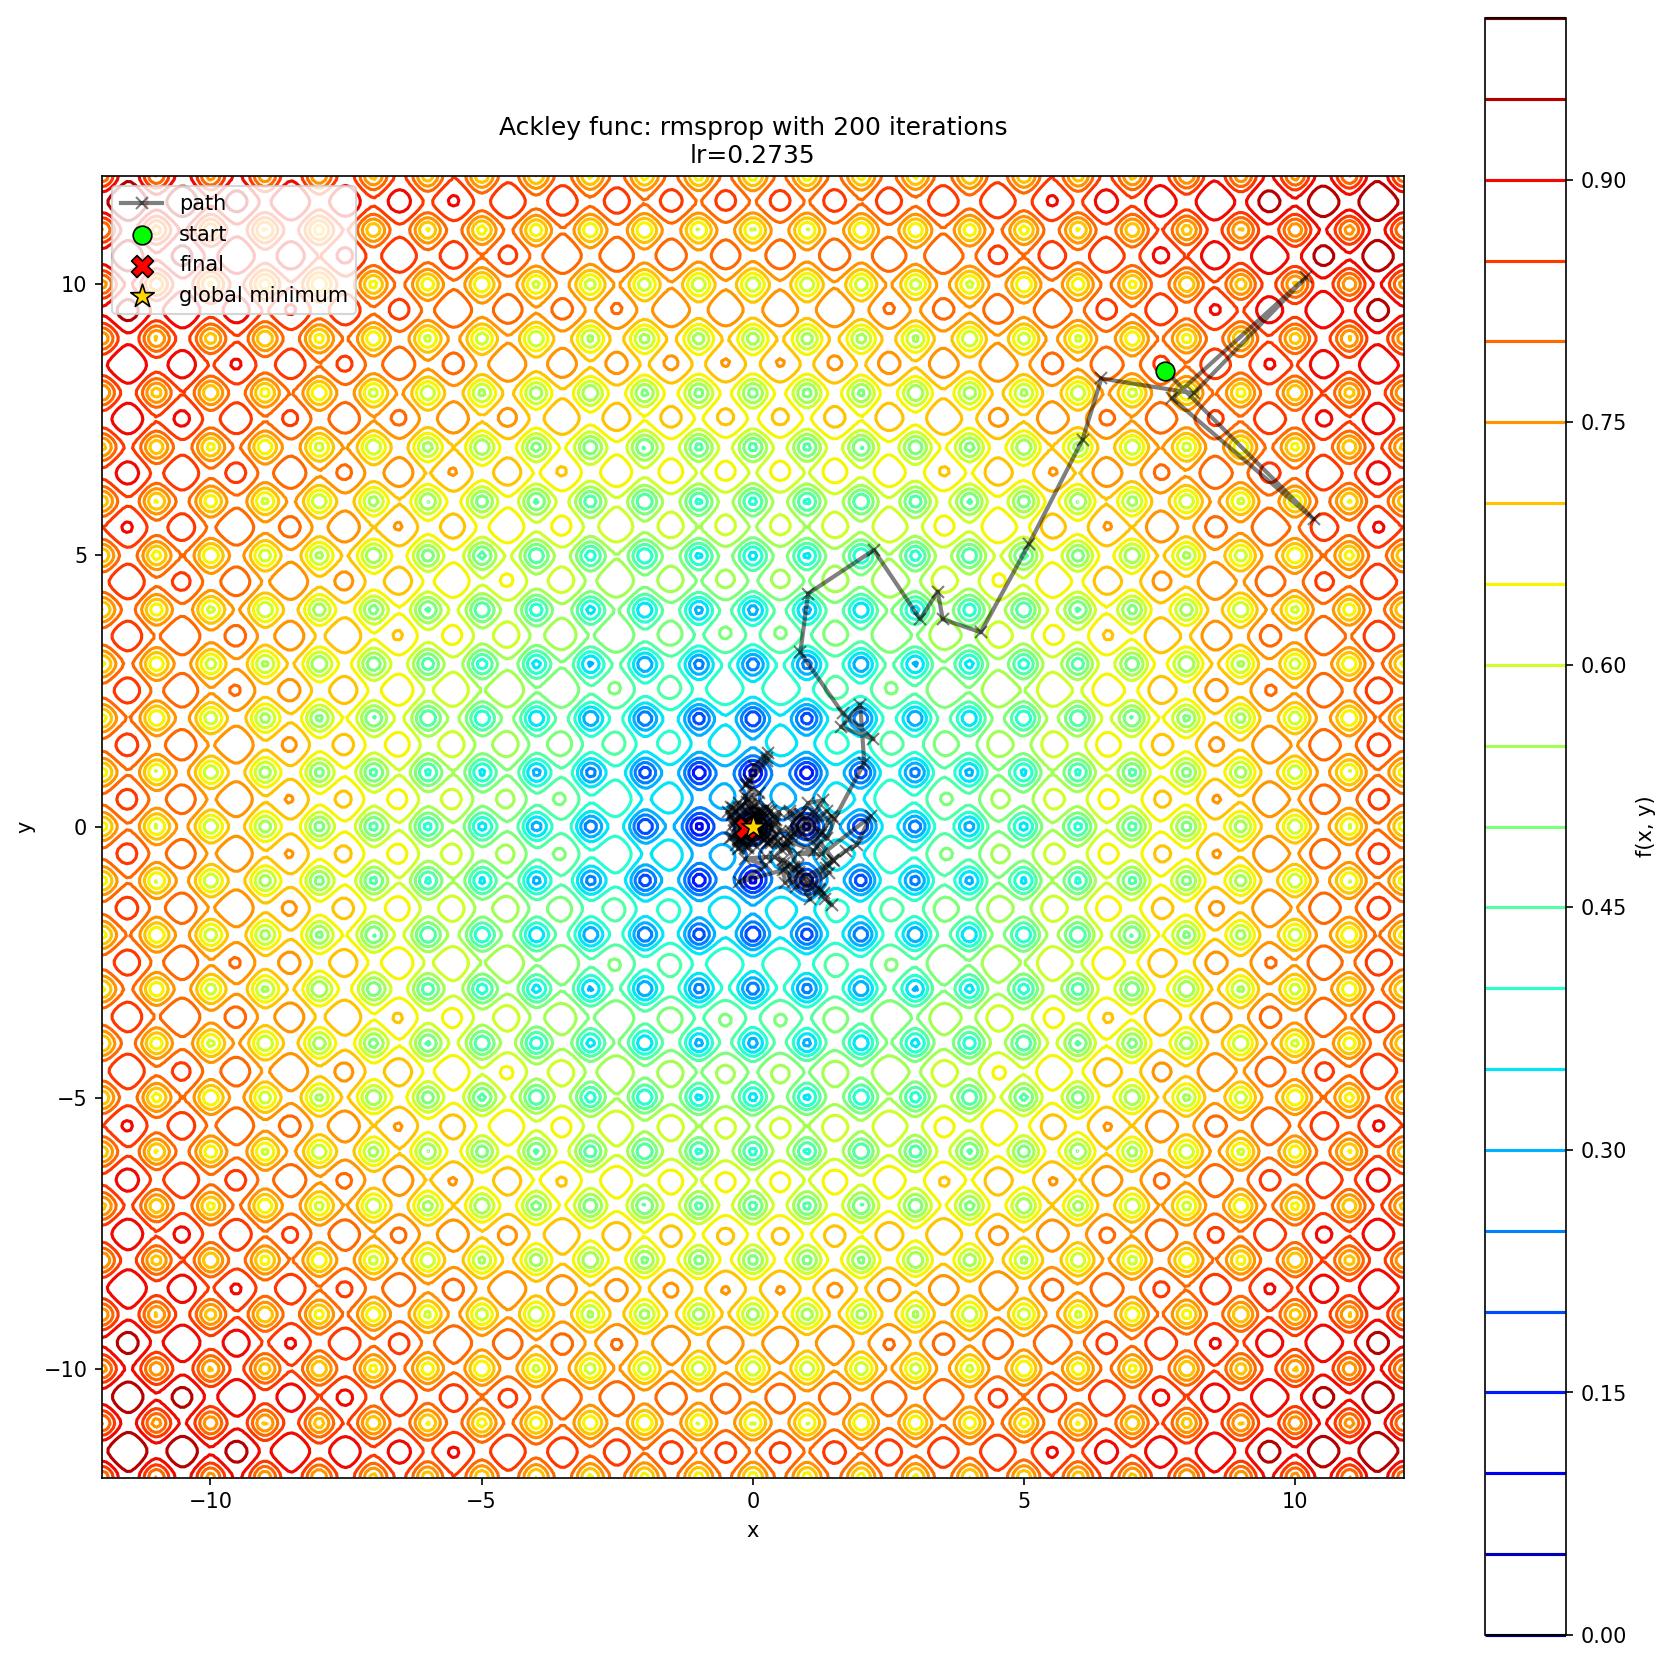 Ackley func: rmsprop with 200 iterations
lr=0.2735
path
start
final
global minimum
10
5
0
−5
−10
y
−10
−5
0
5
10
x
0.90
0.75
0.60
0.45
0.30
0.15
0.00
f(x, y)